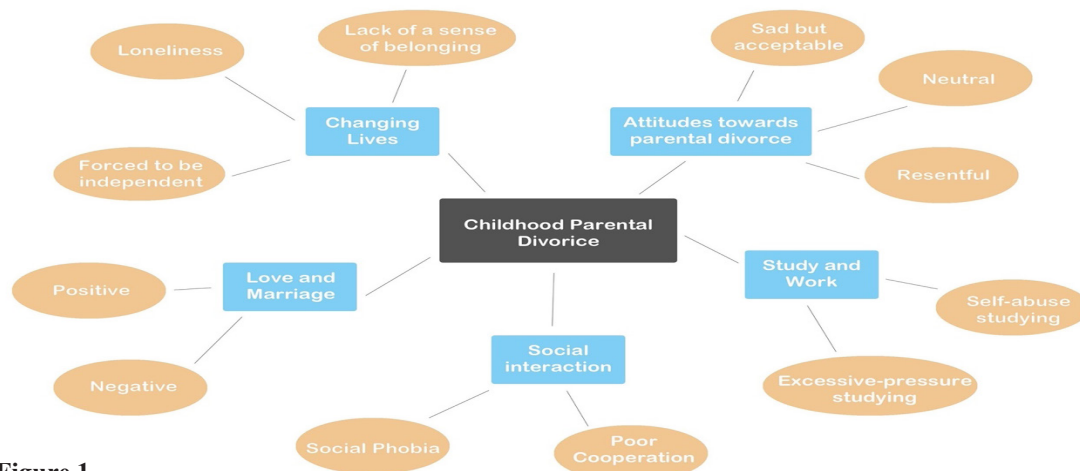 Loneliness
Lack of a sense
of belonging
Sad but
acceptable
Neutral
Changing
Lives
Attitudes towards
parental divorce
Forced to be
independent
Resentful
Childhood Parental
Divorice
Love and
Marriage
Study and
Work
Positive
Self-abuse
studying
Social
interaction
Negative
Excessive-pressure
studying
Social Phobia
Poor
Cooperation
Figure 1